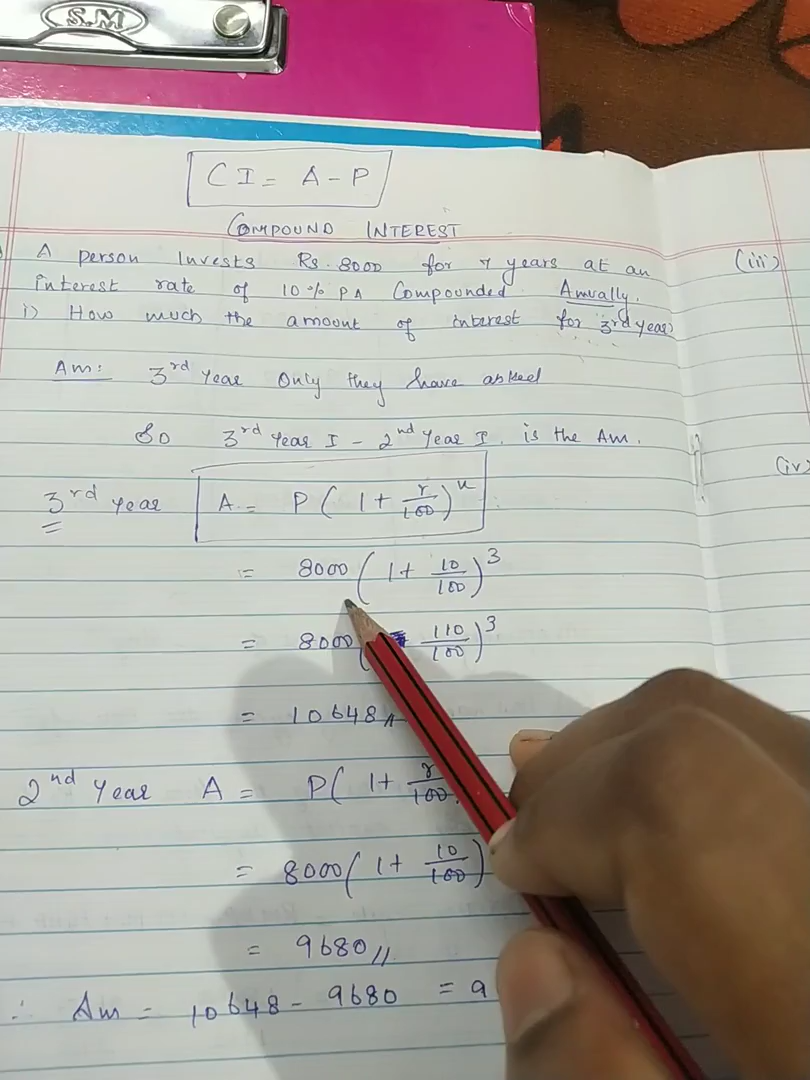 S.M
CI = A - P
COMPOUND INTEREST
A person Invests Rs. 8000 for 7 years at an
interest rate of 10% PA Compounded Annually.
i) How much the amount of interest for 3rd year
(iii)
Ans: 3rd Year Only they have asked
So 3rd Year I - 2nd Year I. is the Ans.
(iv)
3rd Year A = P(1 + r/100)^n
= 8000(1 + 10/100)^3
= 8000( 110/100)^3
= 10648//
2nd Year A = P(1 + r/100
= 8000(1 + 10/100)
= 9680//
∴ Ans = 10648 - 9680 = 9